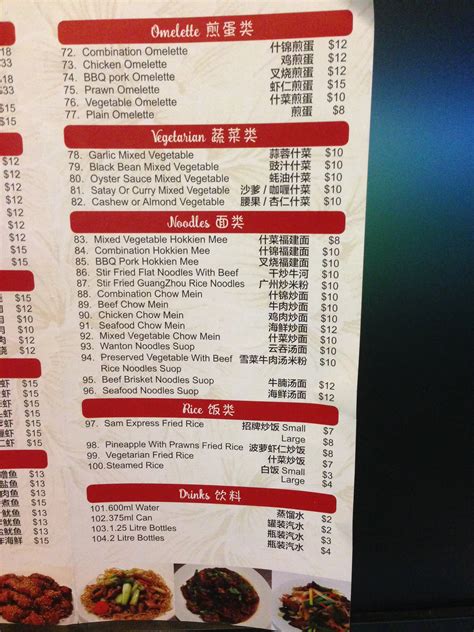 Omelette 煎蛋类
72. Combination Omelette 什锦煎蛋 $12
73. Chicken Omelette 鸡煎蛋 $12
74. BBQ pork Omelette 叉烧煎蛋 $12
75. Prawn Omelette 虾仁煎蛋 $15
76. Vegetable Omelette 什菜煎蛋 $10
77. Plain Omelette 煎蛋 $8
Vegetarian 蔬菜类
78. Garlic Mixed Vegetable 蒜蓉什菜 $10
79. Black Bean Mixed Vegetable 豉汁什菜 $10
80. Oyster Sauce Mixed Vegetable 蚝油什菜 $10
81. Satay Or Curry Mixed Vegetable 沙爹 / 咖喱什菜 $10
82. Cashew or Almond Vegetable 腰果 / 杏仁什菜 $10
Noodles 面类
83. Mixed Vegetable Hokkien Mee 什菜福建面 $8
84. Combination Hokkien Mee 什锦福建面 $10
85. BBQ Pork Hokkien Mee 叉烧福建面 $10
86. Stir Fried Flat Noodles With Beef 干炒牛河 $10
87. Stir Fried GuangZhou Rice Noodles 广州炒米粉 $10
88. Combination Chow Mein 什锦炒面 $10
89. Beef Chow Mein 牛肉炒面 $10
90. Chicken Chow Mein 鸡肉炒面 $10
91. Seafood Chow Mein 海鲜炒面 $12
92. Mixed Vegetable Chow Mein 什菜炒面 $10
93. Wanton Noodles Suop 云吞汤面 $10
94. Preserved Vegetable With Beef 雪菜牛肉汤米粉 $10
Rice Noodles Suop
95. Beef Brisket Noodles Suop 牛腩汤面 $12
96. Seafood Noodles Suop 海鲜汤面 $12
Rice 饭类
97. Sam Express Fried Rice 招牌炒饭 Small $7
Large $8
98. Pineapple With Prawns Fried Rice 菠萝虾仁炒饭 $10
99. Vegetarian Fried Rice 什菜炒饭 $7
100. Steamed Rice 白饭 Small $2
Large $3
Drinks 饮料
101.600ml Water 蒸馏水 $2
102.375ml Can 罐装汽水 $2
103.1.25 Litre Bottles 瓶装汽水 $3
104.2 Litre Bottles 瓶装汽水 $4